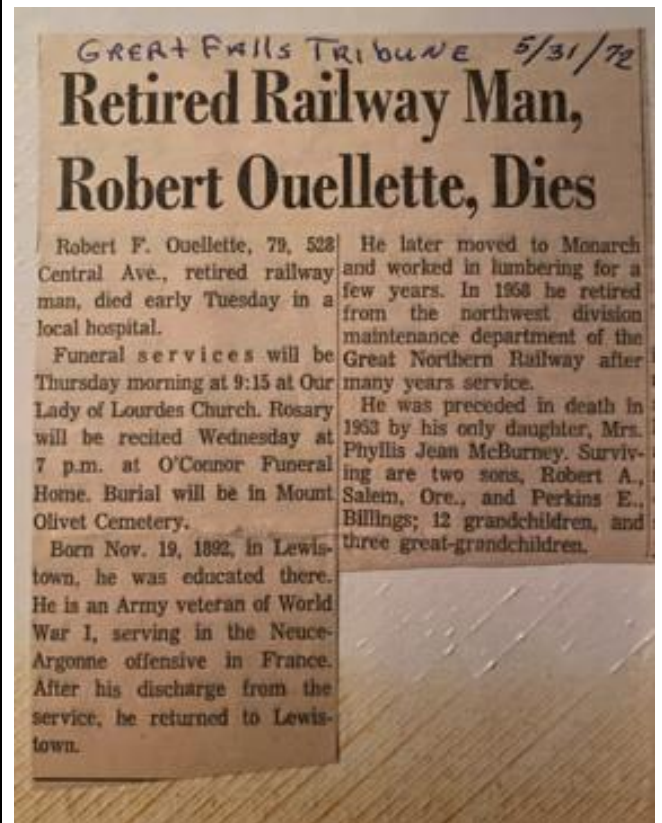 GREAt FAlls TRIbUNE 5/31/72
Retired Railway Man,
Robert Ouellette, Dies
Robert F. Ouellette, 79, 528
Central Ave., retired railway
man, died early Tuesday in a
local hospital.
Funeral services will be
Thursday morning at 9:15 at Our
Lady of Lourdes Church. Rosary
will be recited Wednesday at
7 p.m. at O'Connor Funeral
Home. Burial will be in Mount
Olivet Cemetery.
Born Nov. 19, 1892, in Lewis-
town, he was educated there.
He is an Army veteran of World
War I, serving in the Neuce-
Argonne offensive in France.
After his discharge from the
service, he returned to Lewis-
town.
He later moved to Monarch
and worked in lumbering for a
few years. In 1958 he retired
from the northwest division
maintenance department of the
Great Northern Railway after
many years service.
He was preceded in death in
1953 by his only daughter, Mrs.
Phyllis Jean McBurney. Surviv-
ing are two sons, Robert A.,
Salem, Ore., and Perkins E.,
Billings; 12 grandchildren, and
three great-grandchildren.